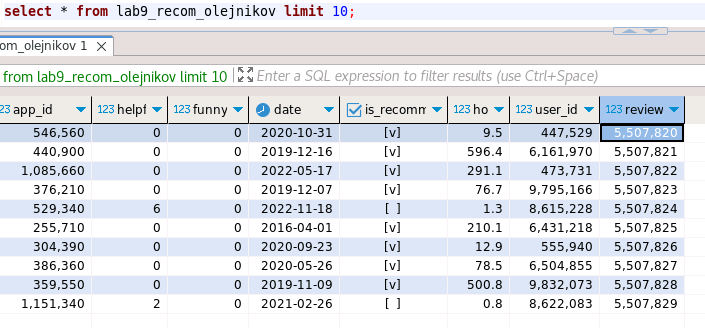 select * from lab9_recom_olejnikov limit 10;
om_olejnikov 1
from lab9_recom_olejnikov limit 10 Enter a SQL expression to filter results (use Ctrl+Space)
123 app_id 123 helpf 123 funny date is_recomm 123 ho 123 user_id 123 review
546,560 0 0 2020-10-31 [v] 9.5 447,529 5,507,820
440,900 0 0 2019-12-16 [v] 596.4 6,161,970 5,507,821
1,085,660 0 0 2022-05-17 [v] 291.1 473,731 5,507,822
376,210 0 0 2019-12-07 [v] 76.7 9,795,166 5,507,823
529,340 6 0 2022-11-18 [ ] 1.3 8,615,228 5,507,824
255,710 0 0 2016-04-01 [v] 210.1 6,431,218 5,507,825
304,390 0 0 2020-09-23 [v] 12.9 555,940 5,507,826
386,360 0 0 2020-05-26 [v] 78.5 6,504,855 5,507,827
359,550 0 0 2019-11-09 [v] 500.8 9,832,073 5,507,828
1,151,340 2 0 2021-02-26 [ ] 0.8 8,622,083 5,507,829